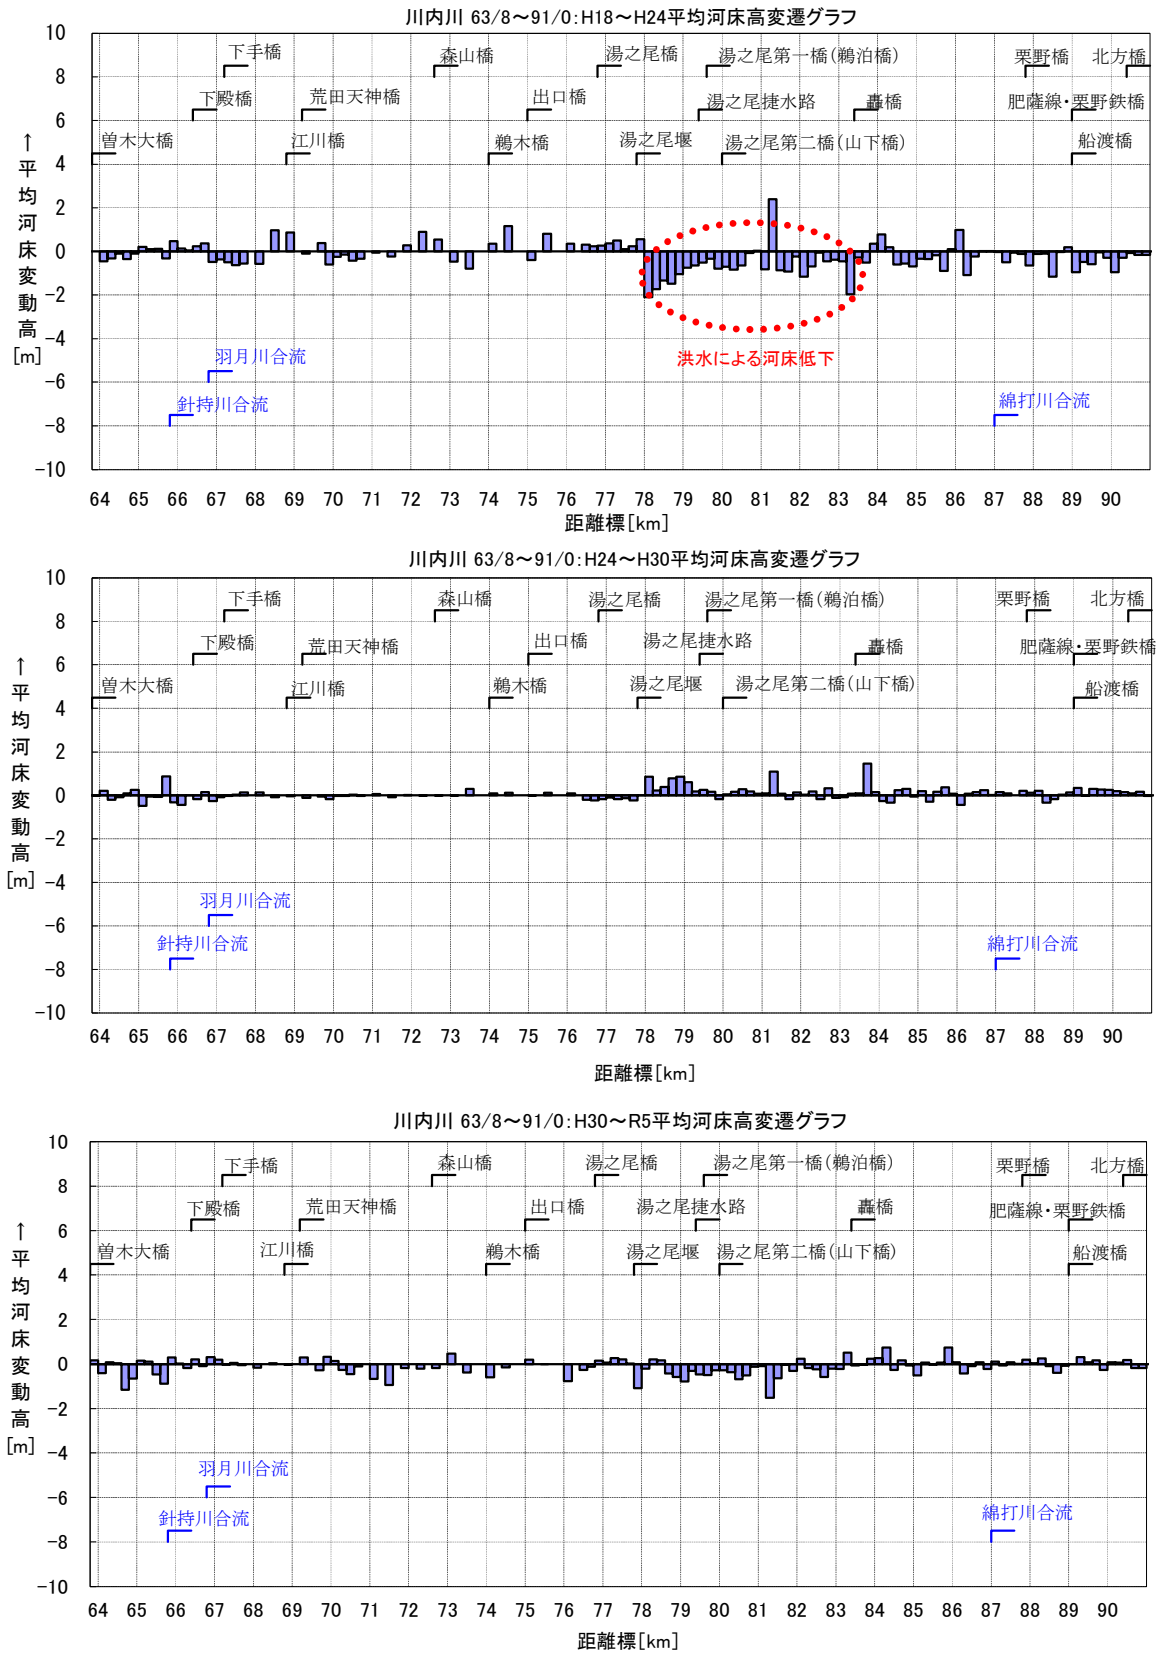 川内川 63/8～91/0：H18～H24平均河床高変遷グラフ
10
8
6
4
2
0
-2
-4
-6
-8
-10
↑平均河床変動高[m]
下手橋
森山橋
湯之尾橋
湯之尾第一橋(鵜泊橋)
栗野橋
北方橋
下殿橋
荒田天神橋
出口橋
湯之尾捷水路
轟橋
肥薩線・栗野鉄橋
曽木大橋
江川橋
鵜木橋
湯之尾堰
湯之尾第二橋(山下橋)
船渡橋
洪水による河床低下
羽月川合流
針持川合流
綿打川合流
64 65 66 67 68 69 70 71 72 73 74 75 76 77 78 79 80 81 82 83 84 85 86 87 88 89 90
距離標[km]
川内川 63/8～91/0：H24～H30平均河床高変遷グラフ
10
8
6
4
2
0
-2
-4
-6
-8
-10
↑平均河床変動高[m]
下手橋
森山橋
湯之尾橋
湯之尾第一橋(鵜泊橋)
栗野橋
北方橋
下殿橋
荒田天神橋
出口橋
湯之尾捷水路
轟橋
肥薩線・栗野鉄橋
曽木大橋
江川橋
鵜木橋
湯之尾堰
湯之尾第二橋(山下橋)
船渡橋
羽月川合流
針持川合流
綿打川合流
64 65 66 67 68 69 70 71 72 73 74 75 76 77 78 79 80 81 82 83 84 85 86 87 88 89 90
距離標[km]
川内川 63/8～91/0：H30～R5平均河床高変遷グラフ
10
8
6
4
2
0
-2
-4
-6
-8
-10
↑平均河床変動高[m]
下手橋
森山橋
湯之尾橋
湯之尾第一橋(鵜泊橋)
栗野橋
北方橋
下殿橋
荒田天神橋
出口橋
湯之尾捷水路
轟橋
肥薩線・栗野鉄橋
曽木大橋
江川橋
鵜木橋
湯之尾堰
湯之尾第二橋(山下橋)
船渡橋
羽月川合流
針持川合流
綿打川合流
64 65 66 67 68 69 70 71 72 73 74 75 76 77 78 79 80 81 82 83 84 85 86 87 88 89 90
距離標[km]